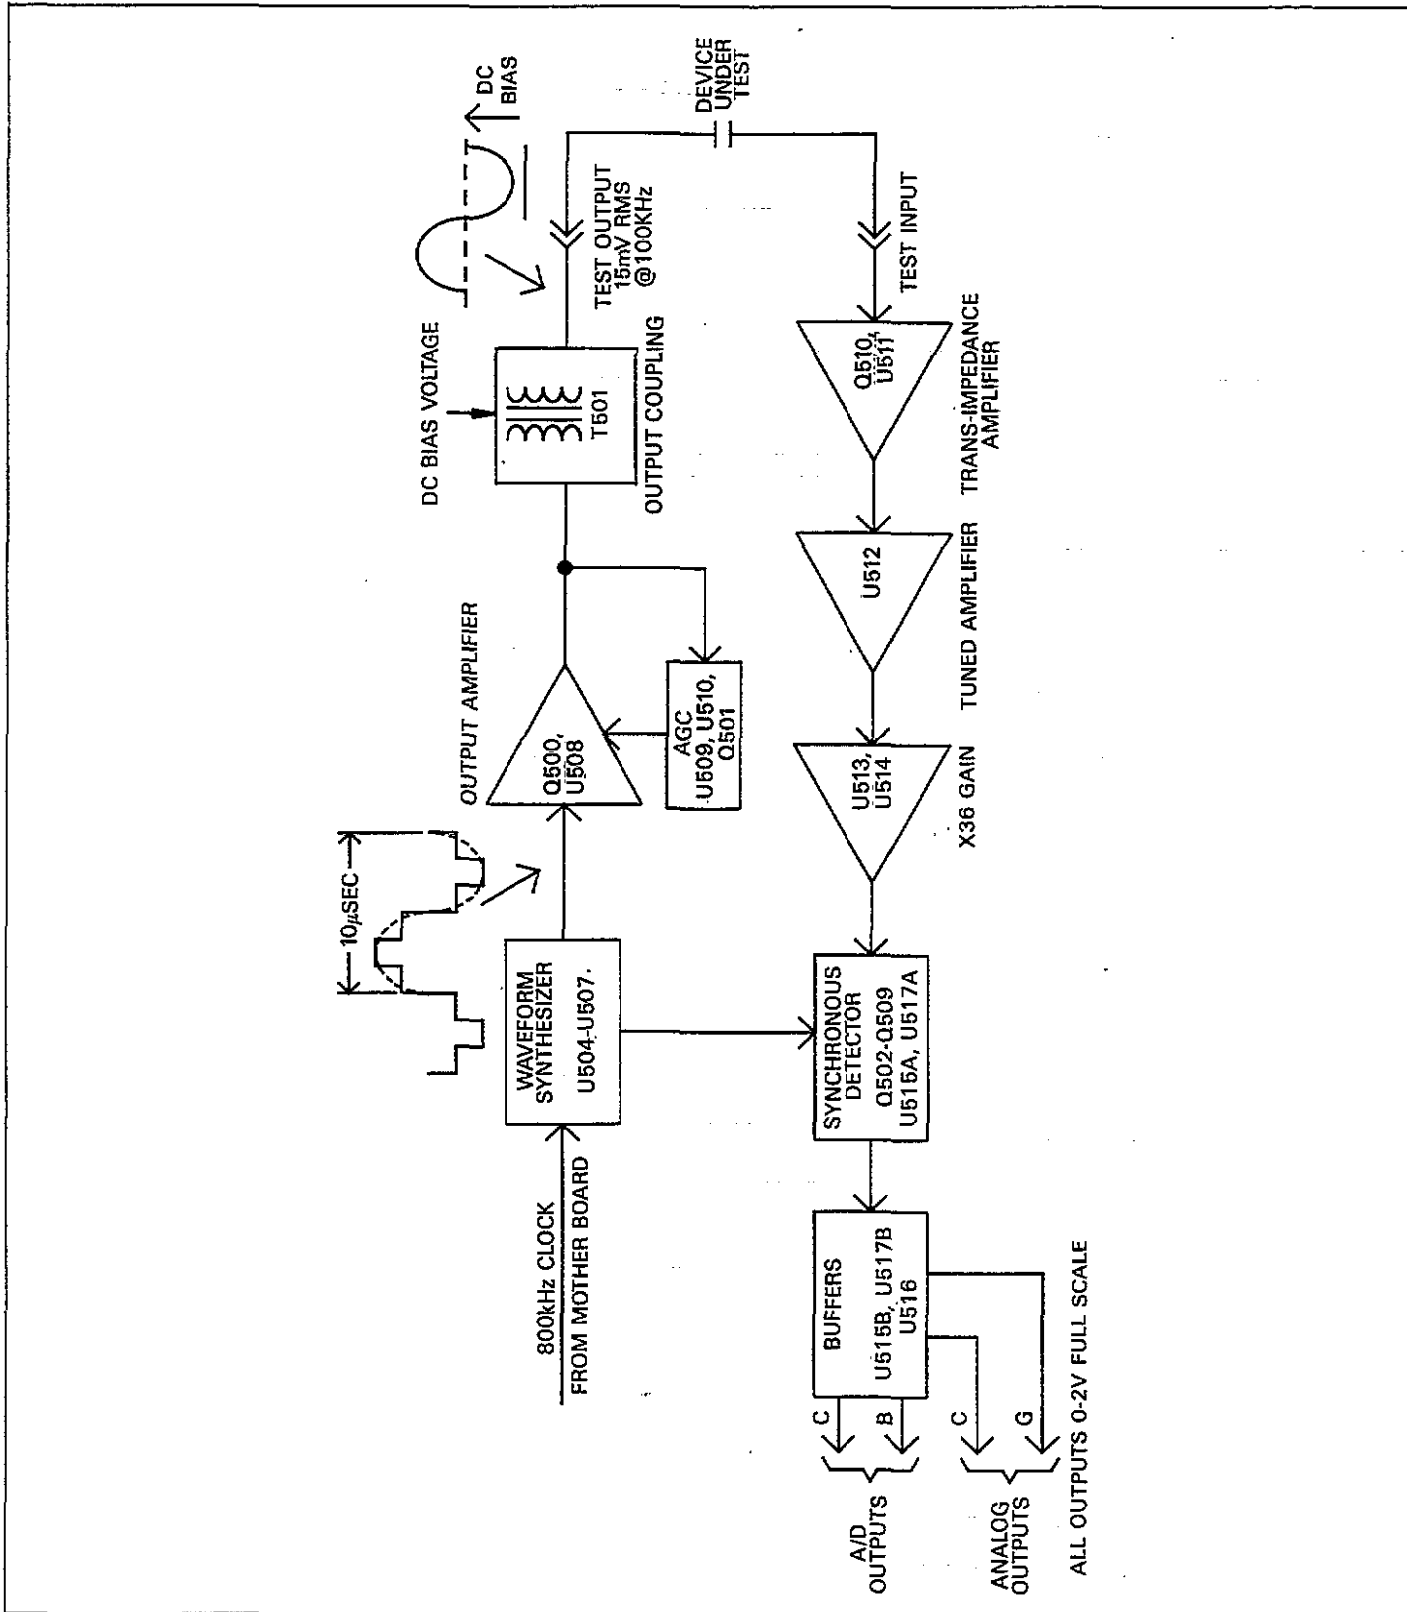 800kHz CLOCK
FROM MOTHER BOARD
WAVEFORM
SYNTHESIZER
U504-U507.
10µSEC
OUTPUT AMPLIFIER
Q500,
U508
AGC
U509, U510,
Q501
DC BIAS VOLTAGE
T501
OUTPUT COUPLING
DC
BIAS
TEST OUTPUT
15mV RMS
@100KHz
DEVICE
UNDER
TEST
TEST INPUT
Q510,
U511
TRANS-IMPEDANCE
AMPLIFIER
U512
TUNED AMPLIFIER
U513,
U514
X36 GAIN
SYNCHRONOUS
DETECTOR
Q502-Q509
U515A, U517A
BUFFERS
U515B, U517B
U516
C
B
C
G
A/D
OUTPUTS
ANALOG
OUTPUTS
ALL OUTPUTS 0-2V FULL SCALE